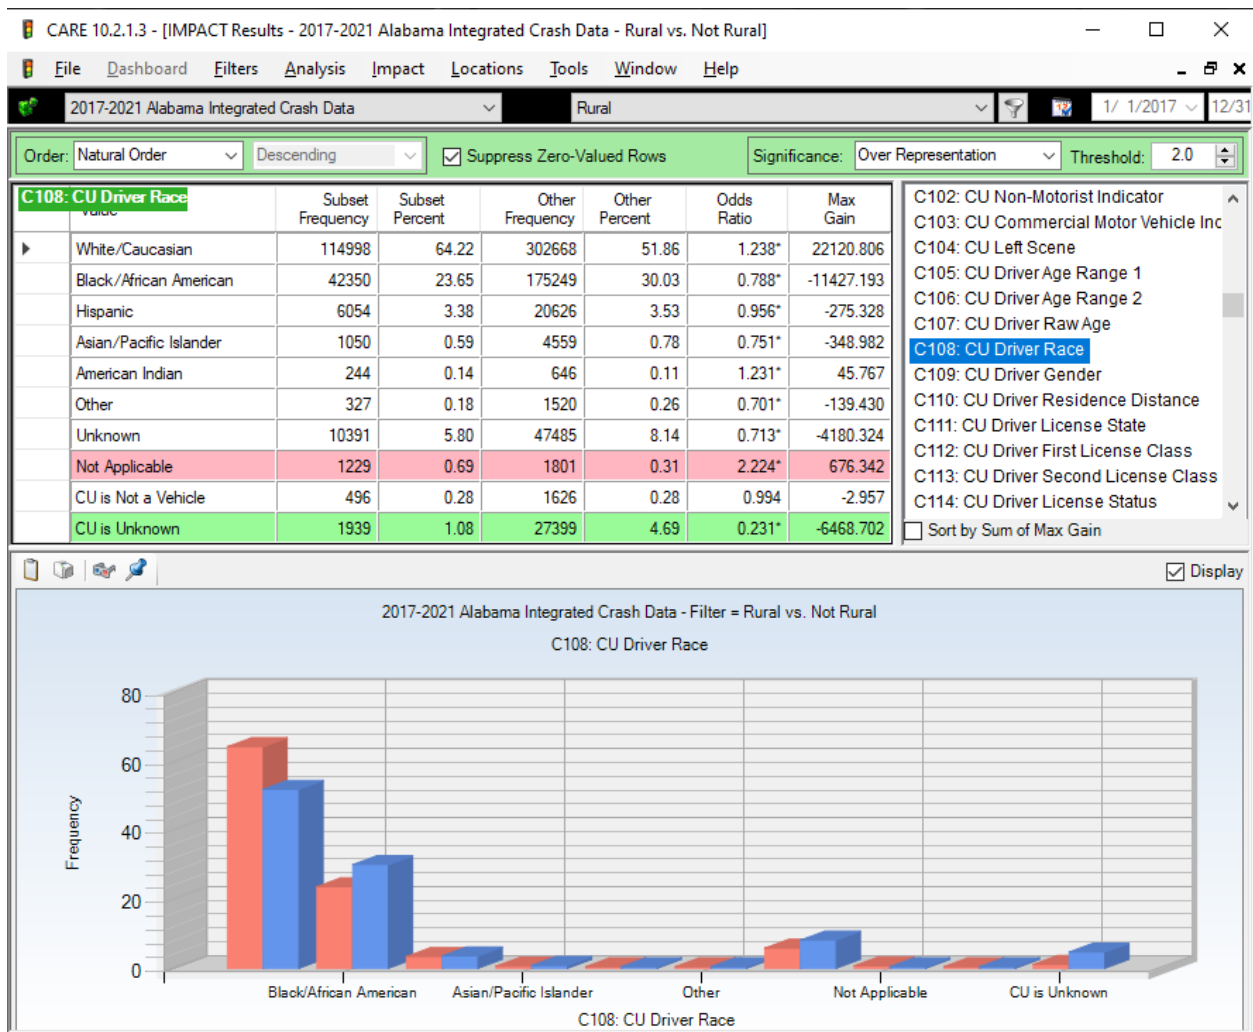 CARE 10.2.1.3 - [IMPACT Results - 2017-2021 Alabama Integrated Crash Data - Rural vs. Not Rural]
File Dashboard Filters Analysis Impact Locations Tools Window Help
2017-2021 Alabama Integrated Crash Data Rural 1/ 1/2017 12/31
Order: Natural Order Descending Suppress Zero-Valued Rows Significance: Over Representation Threshold: 2.0
C108: CU Driver Race
Value Subset Frequency Subset Percent Other Frequency Other Percent Odds Ratio Max Gain
White/Caucasian 114998 64.22 302668 51.86 1.238* 22120.806
Black/African American 42350 23.65 175249 30.03 0.788* -11427.193
Hispanic 6054 3.38 20626 3.53 0.956* -275.328
Asian/Pacific Islander 1050 0.59 4559 0.78 0.751* -348.982
American Indian 244 0.14 646 0.11 1.231* 45.767
Other 327 0.18 1520 0.26 0.701* -139.430
Unknown 10391 5.80 47485 8.14 0.713* -4180.324
Not Applicable 1229 0.69 1801 0.31 2.224* 676.342
CU is Not a Vehicle 496 0.28 1626 0.28 0.994 -2.957
CU is Unknown 1939 1.08 27399 4.69 0.231* -6468.702
C102: CU Non-Motorist Indicator
C103: CU Commercial Motor Vehicle Inc
C104: CU Left Scene
C105: CU Driver Age Range 1
C106: CU Driver Age Range 2
C107: CU Driver Raw Age
C108: CU Driver Race
C109: CU Driver Gender
C110: CU Driver Residence Distance
C111: CU Driver License State
C112: CU Driver First License Class
C113: CU Driver Second License Class
C114: CU Driver License Status
Sort by Sum of Max Gain
Display
2017-2021 Alabama Integrated Crash Data - Filter = Rural vs. Not Rural
C108: CU Driver Race
80
60
40
20
0
Frequency
Black/African American Asian/Pacific Islander Other Not Applicable CU is Unknown
C108: CU Driver Race